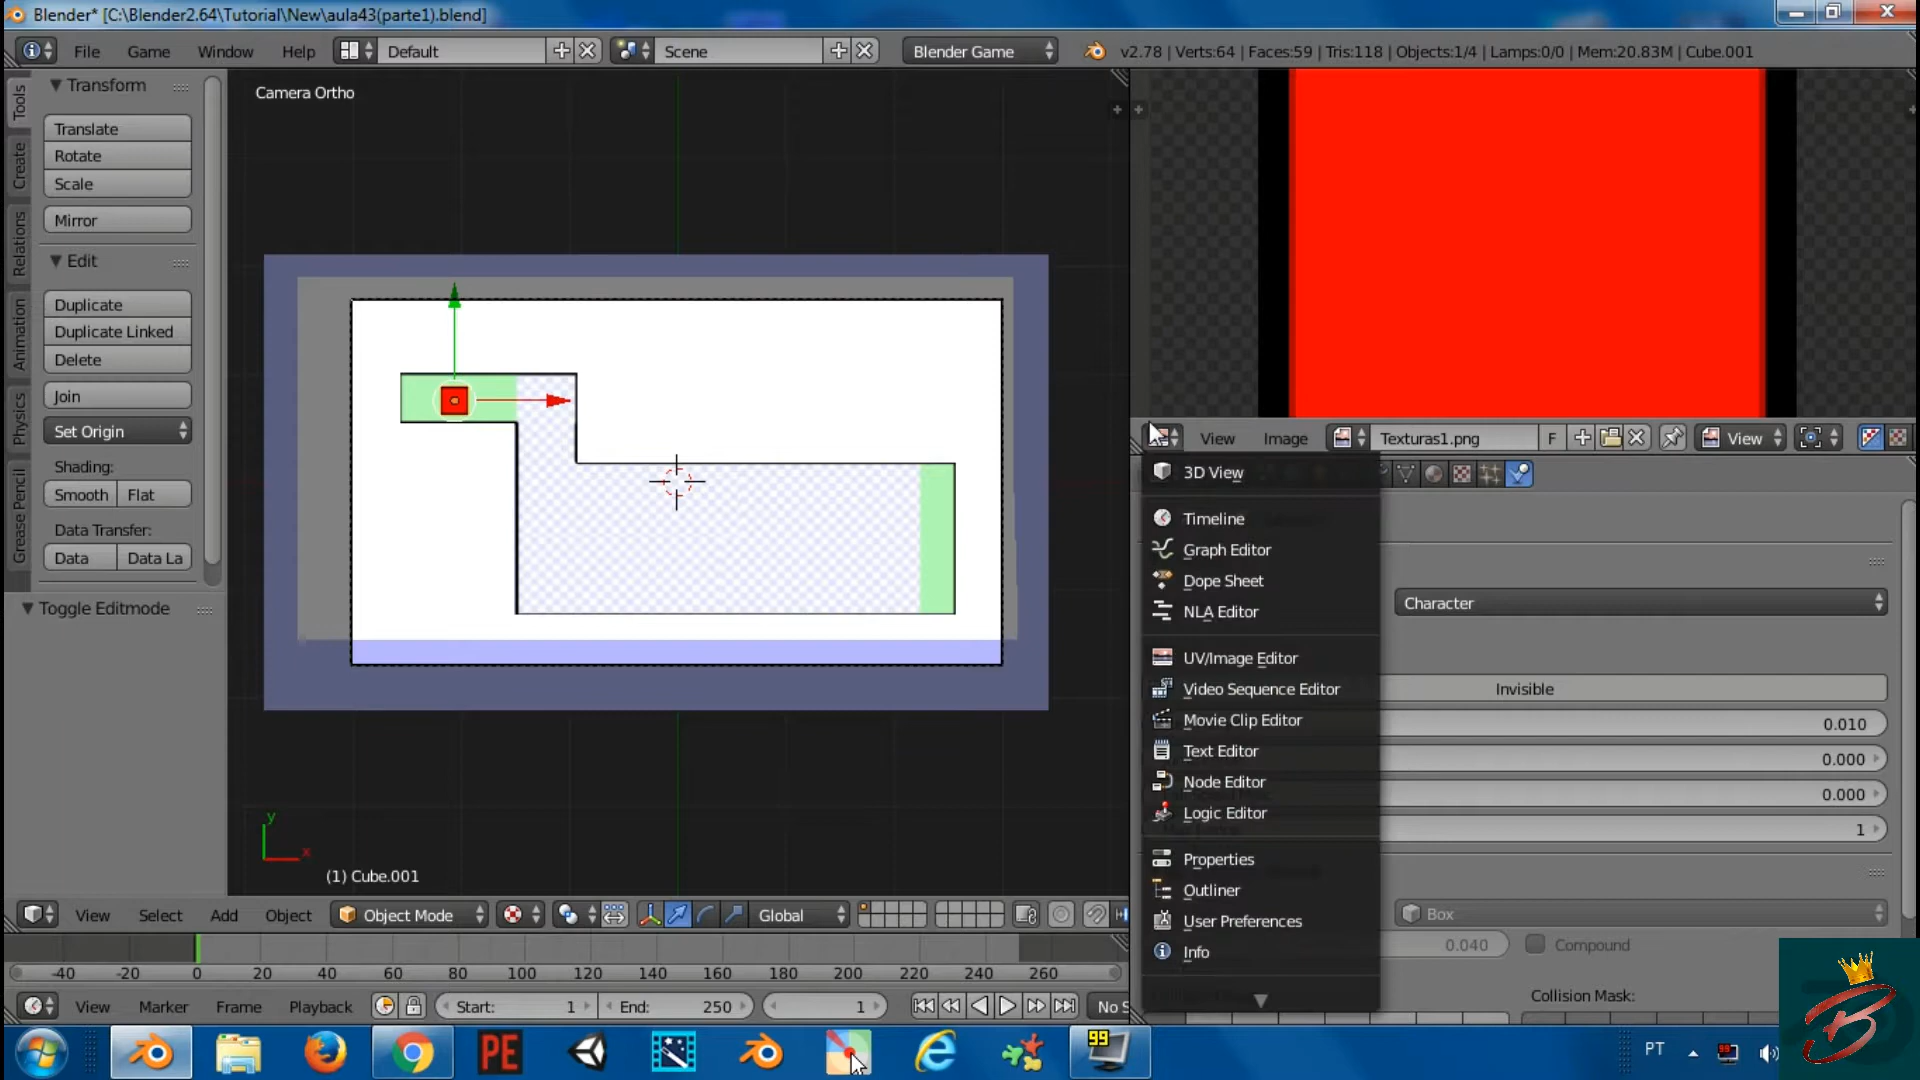 Blender* [C:\Blender2.64\Tutorial\New\aula43(parte1).blend]
File Game Window Help Default Scene Blender Game v2.78 | Verts:64 | Faces:59 | Tris:118 | Objects:1/4 | Lamps:0/0 | Mem:20.83M | Cube.001
Tools
Create
Relations
Animation
Physics
Grease Pencil
Transform
Translate
Rotate
Scale
Mirror
Edit
Duplicate
Duplicate Linked
Delete
Join
Set Origin
Shading:
Smooth Flat
Data Transfer:
Data Data La
Toggle Editmode
Camera Ortho
y
x
(1) Cube.001
View Select Add Object Object Mode Global
-40 -20 0 20 40 60 80 100 120 140 160 180 200 220 240 260
View Marker Frame Playback Start: 1 End: 250 1 No S
View Image Texturas1.png F View
3D View
Timeline
Graph Editor
Dope Sheet
NLA Editor
UV/Image Editor
Video Sequence Editor
Movie Clip Editor
Text Editor
Node Editor
Logic Editor
Properties
Outliner
User Preferences
Info
Character
Invisible
0.010
0.000
0.000
1
Box
0.040 Compound
Collision Mask:
PE
99
PT
B